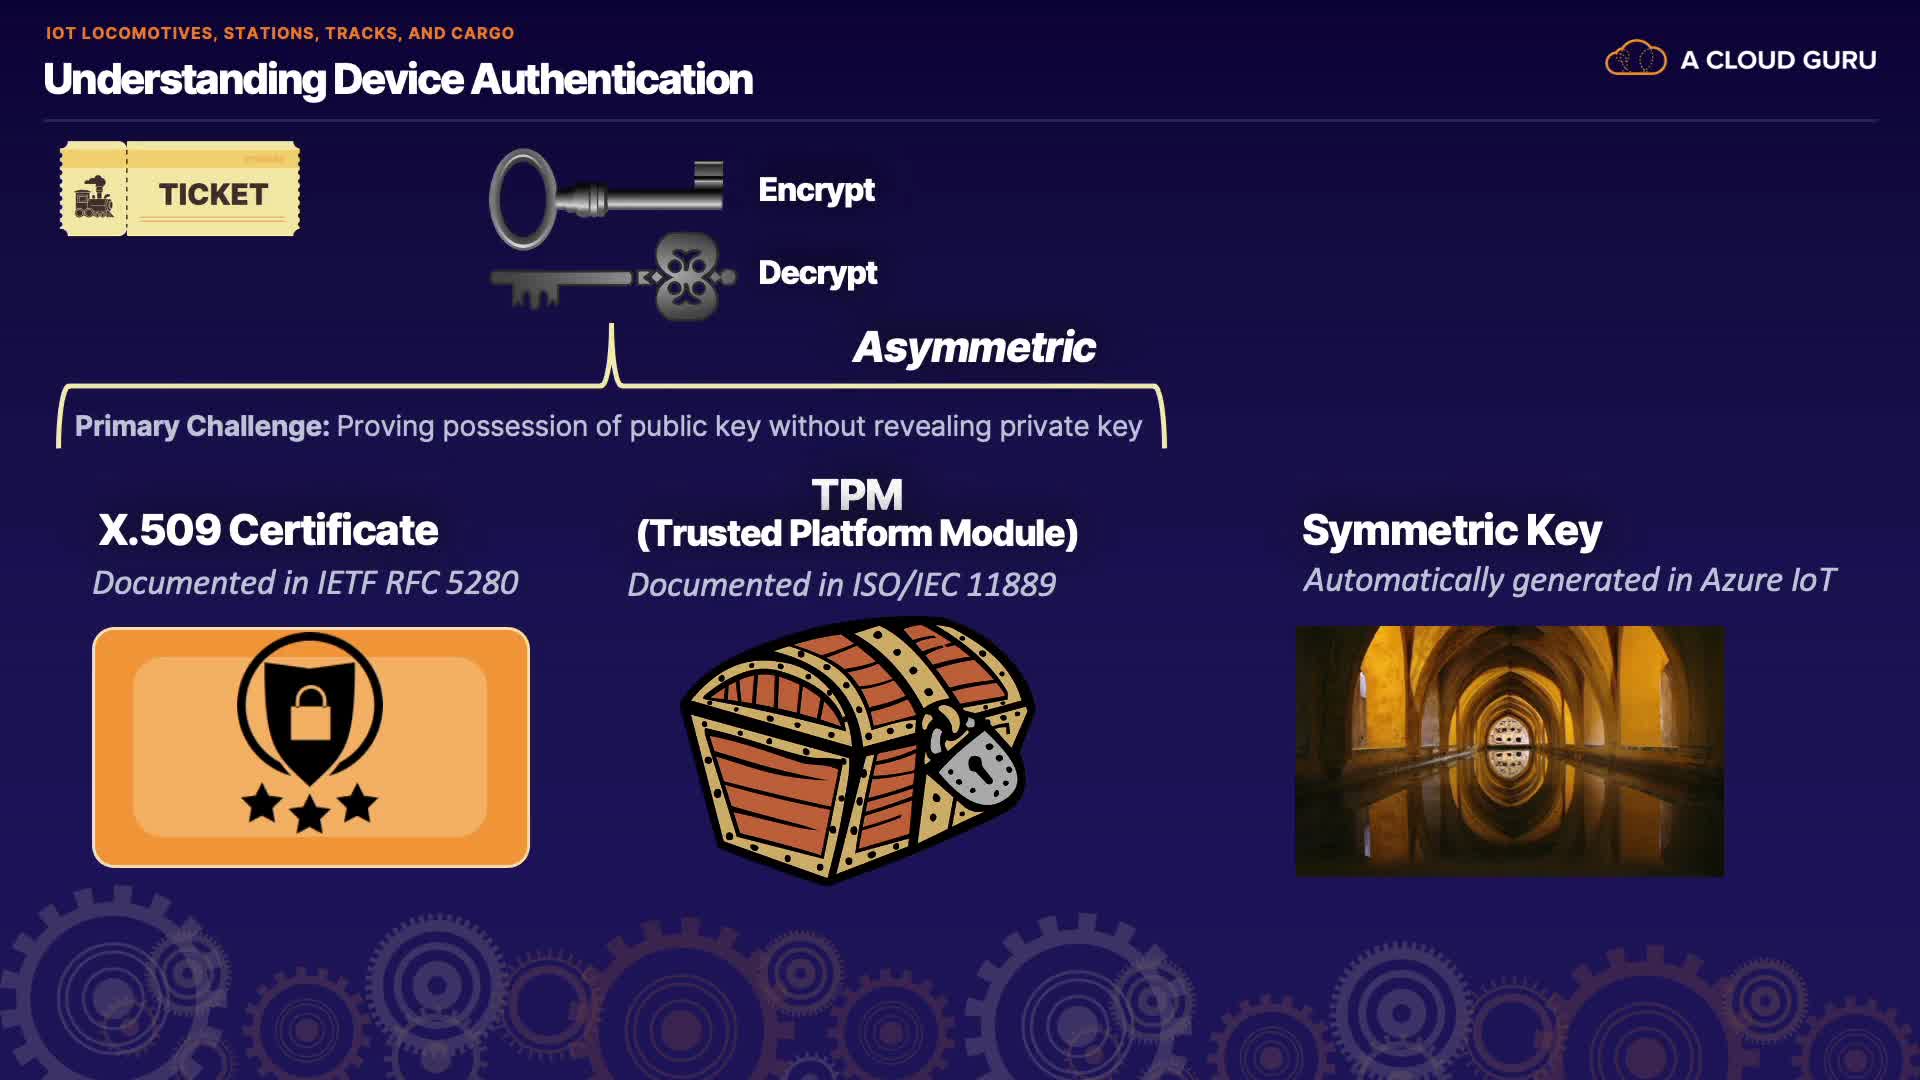 IOT LOCOMOTIVES, STATIONS, TRACKS, AND CARGO
Understanding Device Authentication
A CLOUD GURU
TICKET
Encrypt
Decrypt
Asymmetric
Primary Challenge: Proving possession of public key without revealing private key
X.509 Certificate
Documented in IETF RFC 5280
TPM
(Trusted Platform Module)
Documented in ISO/IEC 11889
Symmetric Key
Automatically generated in Azure IoT